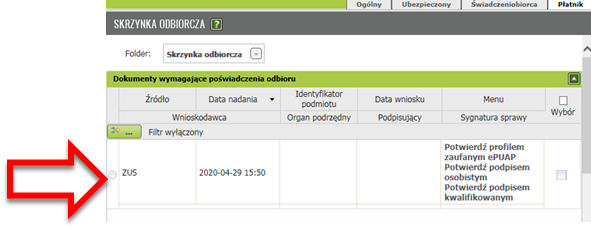 Ogólny Ubezpieczony Świadczeniobiorca Płatnik
SKRZYNKA ODBIORCZA ?
Folder: Skrzynka odbiorcza
Dokumenty wymagające poświadczenia odbioru
Źródło Data nadania Identyfikator podmiotu Data wniosku Menu
Wnioskodawca Organ podrzędny Podpisujący Sygnatura sprawy Wybór
... Filtr wyłączony
ZUS 2020-04-29 15:50
Potwierdź profilem
zaufanym ePUAP
Potwierdź podpisem
osobistym
Potwierdź podpisem
kwalifikowanym